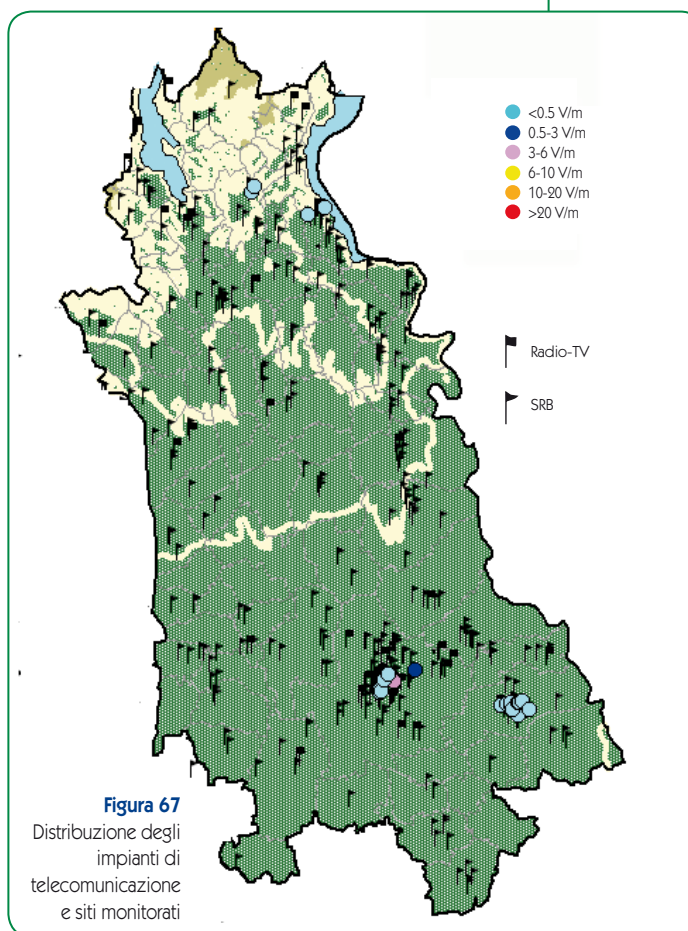 <0.5 V/m
0.5-3 V/m
3-6 V/m
6-10 V/m
10-20 V/m
>20 V/m
Radio-TV
SRB
Figura 67
Distribuzione degli
impianti di
telecomunicazione
e siti monitorati